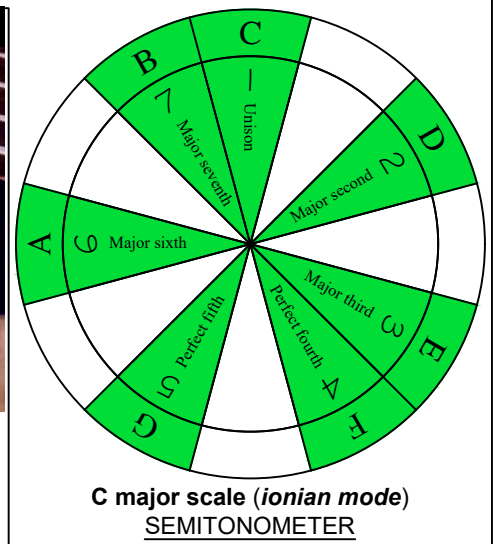 C
1 Unison
D
2 Major second
E
3 Major third
F
4 Perfect fourth
G
5 Perfect fifth
A
6 Major sixth
B
7 Major seventh
C major scale (ionian mode)
SEMITONOMETER